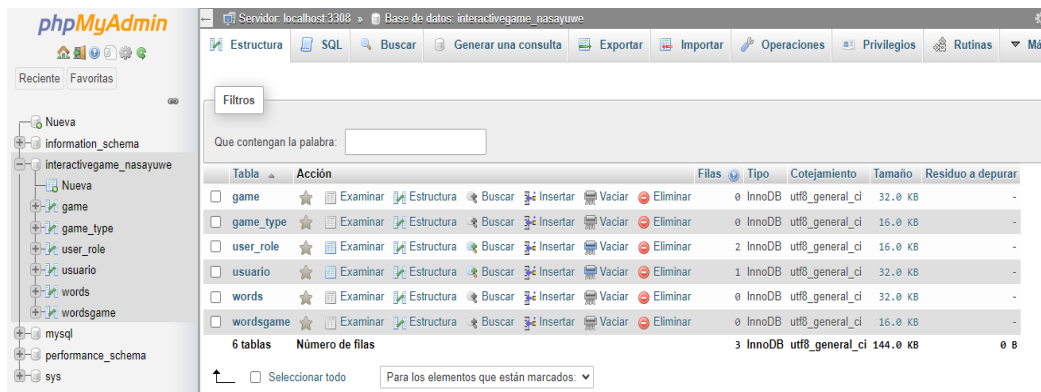 phpMyAdmin
Reciente Favoritas
Nueva
information_schema
interactivegame_nasayuwe
Nueva
game
game_type
user_role
usuario
words
wordsgame
mysql
performance_schema
sys
Servidor: localhost:3308 » Base de datos: interactivegame_nasayuwe
Estructura SQL Buscar Generar una consulta Exportar Importar Operaciones Privilegios Rutinas Má
Filtros
Que contengan la palabra:
Tabla Acción Filas Tipo Cotejamiento Tamaño Residuo a depurar
game Examinar Estructura Buscar Insertar Vaciar Eliminar 0 InnoDB utf8_general_ci 32.0 KB -
game_type Examinar Estructura Buscar Insertar Vaciar Eliminar 0 InnoDB utf8_general_ci 16.0 KB -
user_role Examinar Estructura Buscar Insertar Vaciar Eliminar 2 InnoDB utf8_general_ci 16.0 KB -
usuario Examinar Estructura Buscar Insertar Vaciar Eliminar 1 InnoDB utf8_general_ci 32.0 KB -
words Examinar Estructura Buscar Insertar Vaciar Eliminar 0 InnoDB utf8_general_ci 32.0 KB -
wordsgame Examinar Estructura Buscar Insertar Vaciar Eliminar 0 InnoDB utf8_general_ci 16.0 KB -
6 tablas Número de filas 3 InnoDB utf8_general_ci 144.0 KB 0 B
Seleccionar todo Para los elementos que están marcados: